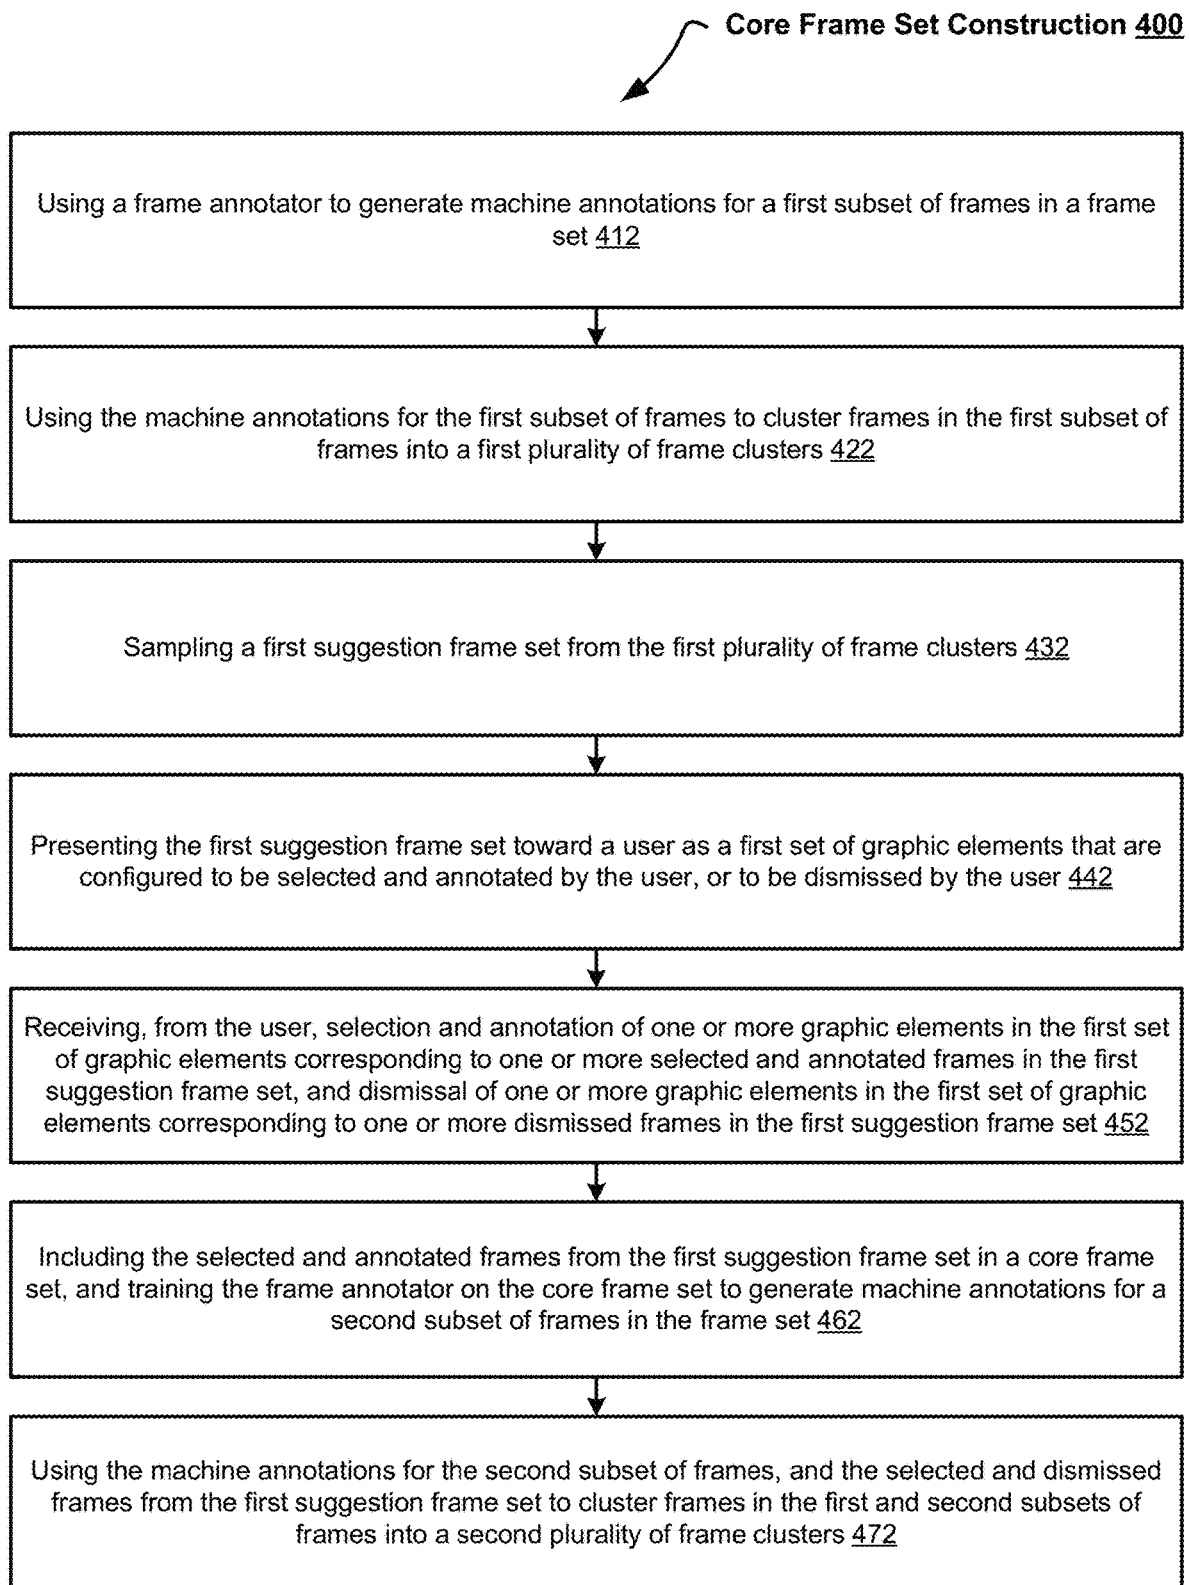 Core Frame Set Construction 400
Using a frame annotator to generate machine annotations for a first subset of frames in a frame
set 412
Using the machine annotations for the first subset of frames to cluster frames in the first subset of
frames into a first plurality of frame clusters 422
Sampling a first suggestion frame set from the first plurality of frame clusters 432
Presenting the first suggestion frame set toward a user as a first set of graphic elements that are
configured to be selected and annotated by the user, or to be dismissed by the user 442
Receiving, from the user, selection and annotation of one or more graphic elements in the first set
of graphic elements corresponding to one or more selected and annotated frames in the first
suggestion frame set, and dismissal of one or more graphic elements in the first set of graphic
elements corresponding to one or more dismissed frames in the first suggestion frame set 452
Including the selected and annotated frames from the first suggestion frame set in a core frame
set, and training the frame annotator on the core frame set to generate machine annotations for a
second subset of frames in the frame set 462
Using the machine annotations for the second subset of frames, and the selected and dismissed
frames from the first suggestion frame set to cluster frames in the first and second subsets of
frames into a second plurality of frame clusters 472